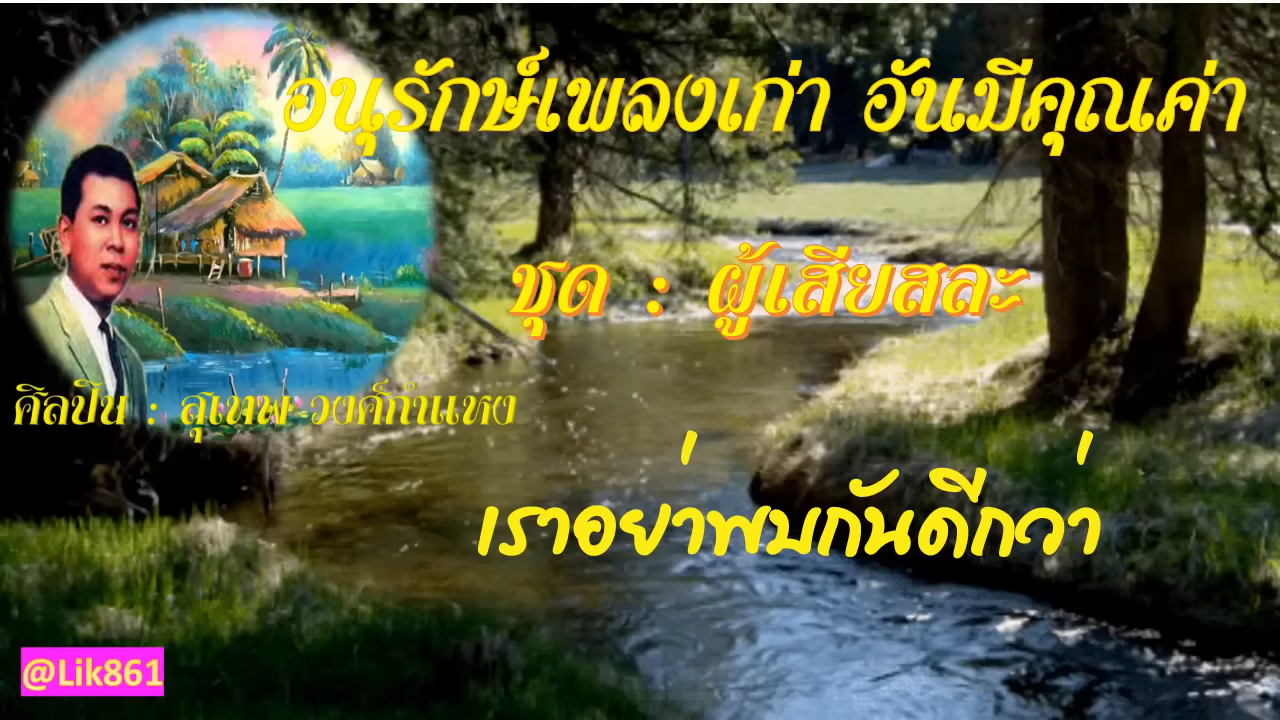 อนุรักษ์เพลงเก่า อันมีคุณค่า
ชุด : ผู้เสียสละ
ศิลปิน : สุเทพ วงศ์กำแหง
เราอย่าพบกันดีกว่า
@Lik861